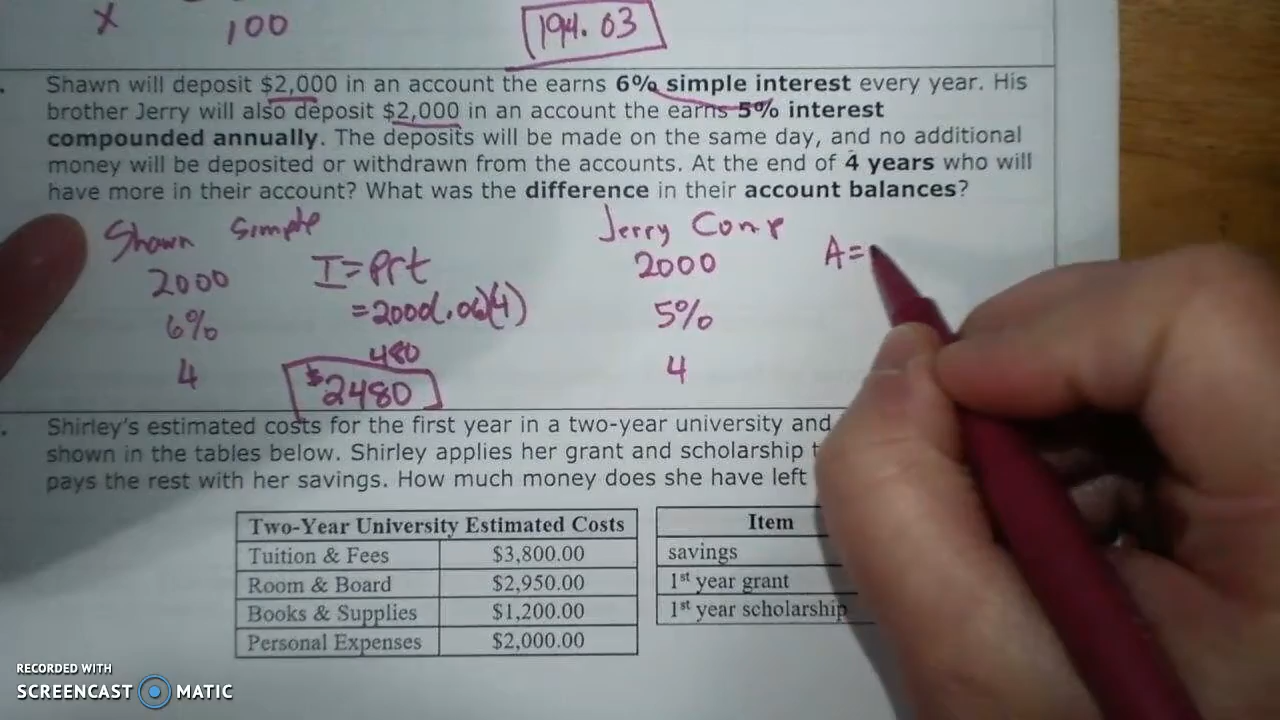 x 100 194.03
Shawn will deposit $2,000 in an account the earns 6% simple interest every year. His
brother Jerry will also deposit $2,000 in an account the earns 5% interest
compounded annually. The deposits will be made on the same day, and no additional
money will be deposited or withdrawn from the accounts. At the end of 4 years who will
have more in their account? What was the difference in their account balances?
Shawn Simple Jerry Comp
2000 I=Prt 2000 A=
6% =2000(.06)(4) 5%
480
4 $2480 4
Shirley's estimated costs for the first year in a two-year university and
shown in the tables below. Shirley applies her grant and scholarship
pays the rest with her savings. How much money does she have left
Two-Year University Estimated Costs Item
Tuition & Fees $3,800.00 savings
Room & Board $2,950.00 1st year grant
Books & Supplies $1,200.00 1st year scholarship
Personal Expenses $2,000.00
RECORDED WITH
SCREENCAST MATIC